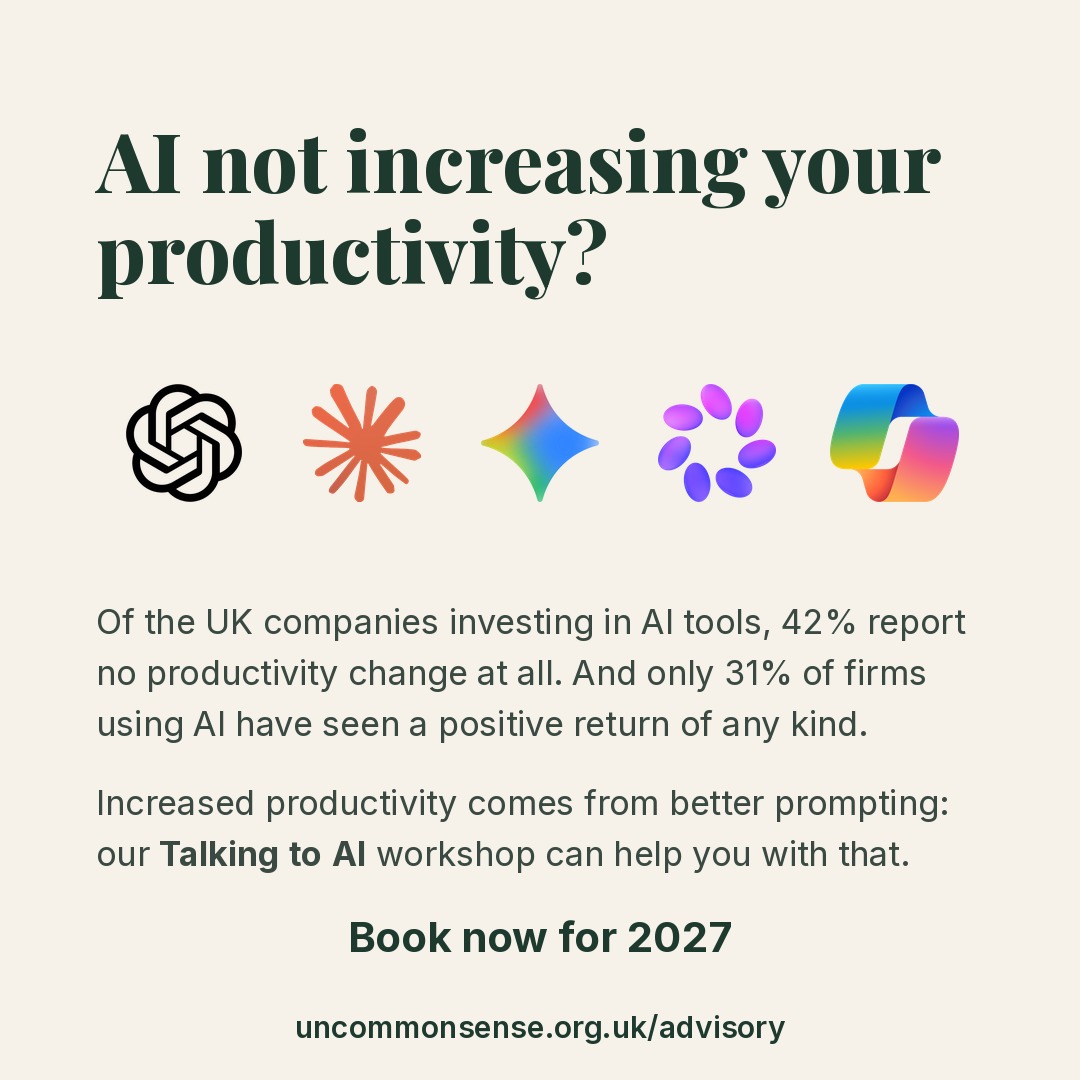 AI not increasing your
productivity?
Of the UK companies investing in AI tools, 42% report
no productivity change at all. And only 31% of firms
using AI have seen a positive return of any kind.
Increased productivity comes from better prompting:
our Talking to AI workshop can help you with that.
Book now for 2027
uncommonsense.org.uk/advisory